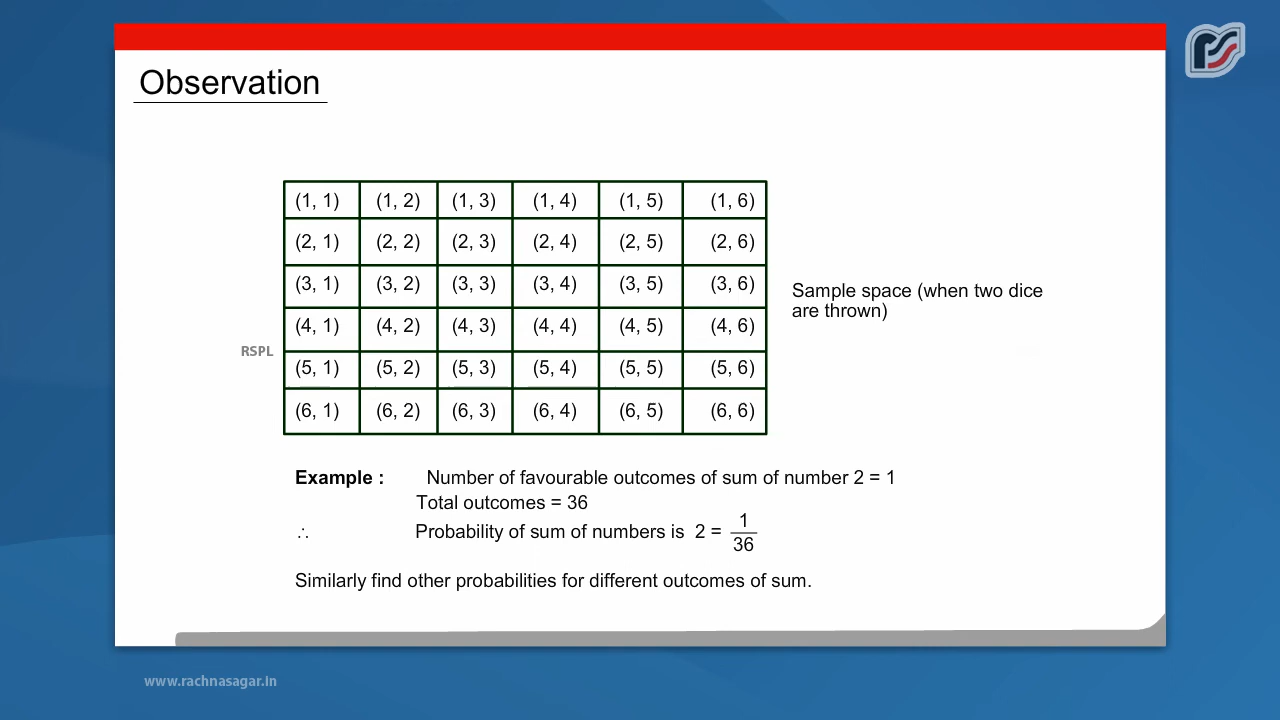 Observation
(1, 1) (1, 2) (1, 3) (1, 4) (1, 5) (1, 6)
(2, 1) (2, 2) (2, 3) (2, 4) (2, 5) (2, 6)
(3, 1) (3, 2) (3, 3) (3, 4) (3, 5) (3, 6)
(4, 1) (4, 2) (4, 3) (4, 4) (4, 5) (4, 6)
(5, 1) (5, 2) (5, 3) (5, 4) (5, 5) (5, 6)
(6, 1) (6, 2) (6, 3) (6, 4) (6, 5) (6, 6)
Sample space (when two dice
are thrown)
RSPL
Example : Number of favourable outcomes of sum of number 2 = 1
Total outcomes = 36
∴ Probability of sum of numbers is 2 = 1/36
Similarly find other probabilities for different outcomes of sum.
www.rachnasagar.in